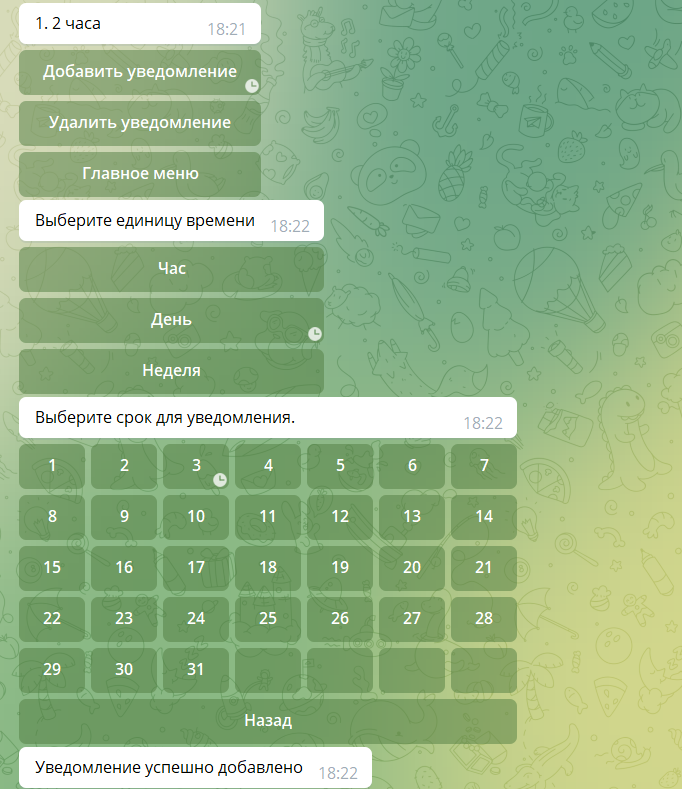 1. 2 часа
18:21
Добавить уведомление
Удалить уведомление
Главное меню
Выберите единицу времени
18:22
Час
День
Неделя
Выберите срок для уведомления.
18:22
1 2 3 4 5 6 7
8 9 10 11 12 13 14
15 16 17 18 19 20 21
22 23 24 25 26 27 28
29 30 31
Назад
Уведомление успешно добавлено
18:22